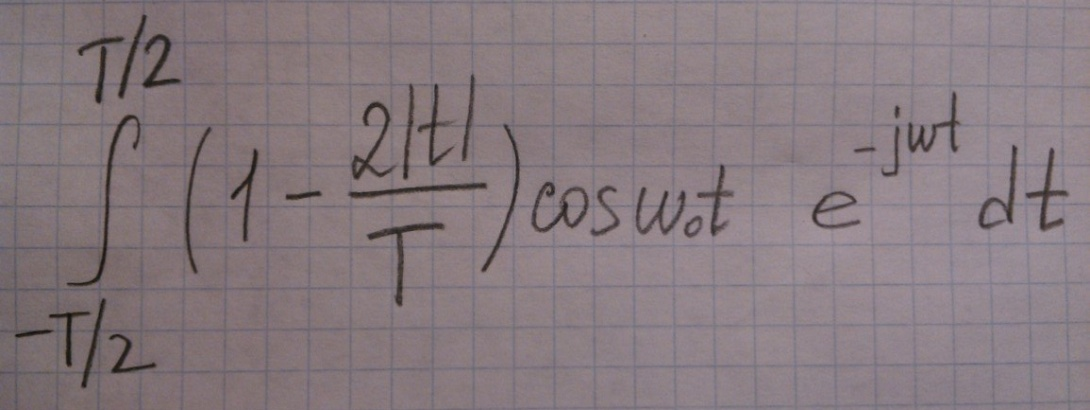 T/2
∫ (1 - 2|t|/T) cos w₀t e^{-jwt} dt
-T/2